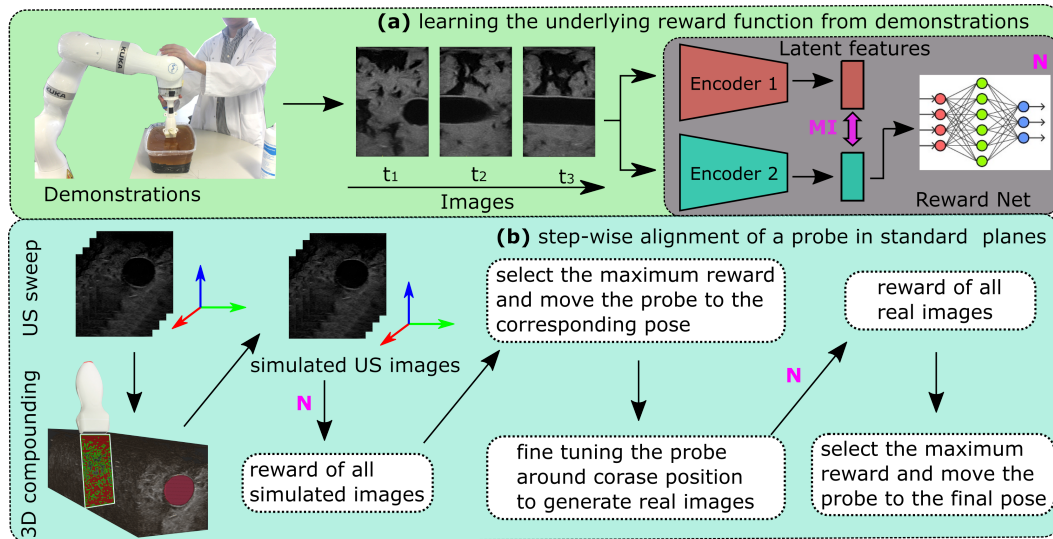 (a) learning the underlying reward function from demonstrations
KUKA
KUKA
Demonstrations
t1
t2
t3
Images
Latent features
Encoder 1
MI
Encoder 2
N
Reward Net
(b) step-wise alignment of a probe in standard planes
US sweep
3D compounding
simulated US images
N
reward of all
simulated images
select the maximum reward
and move the probe to the
corresponding pose
fine tuning the probe
around corase position
to generate real images
N
reward of all
real images
select the maximum
reward and move the
probe to the final pose